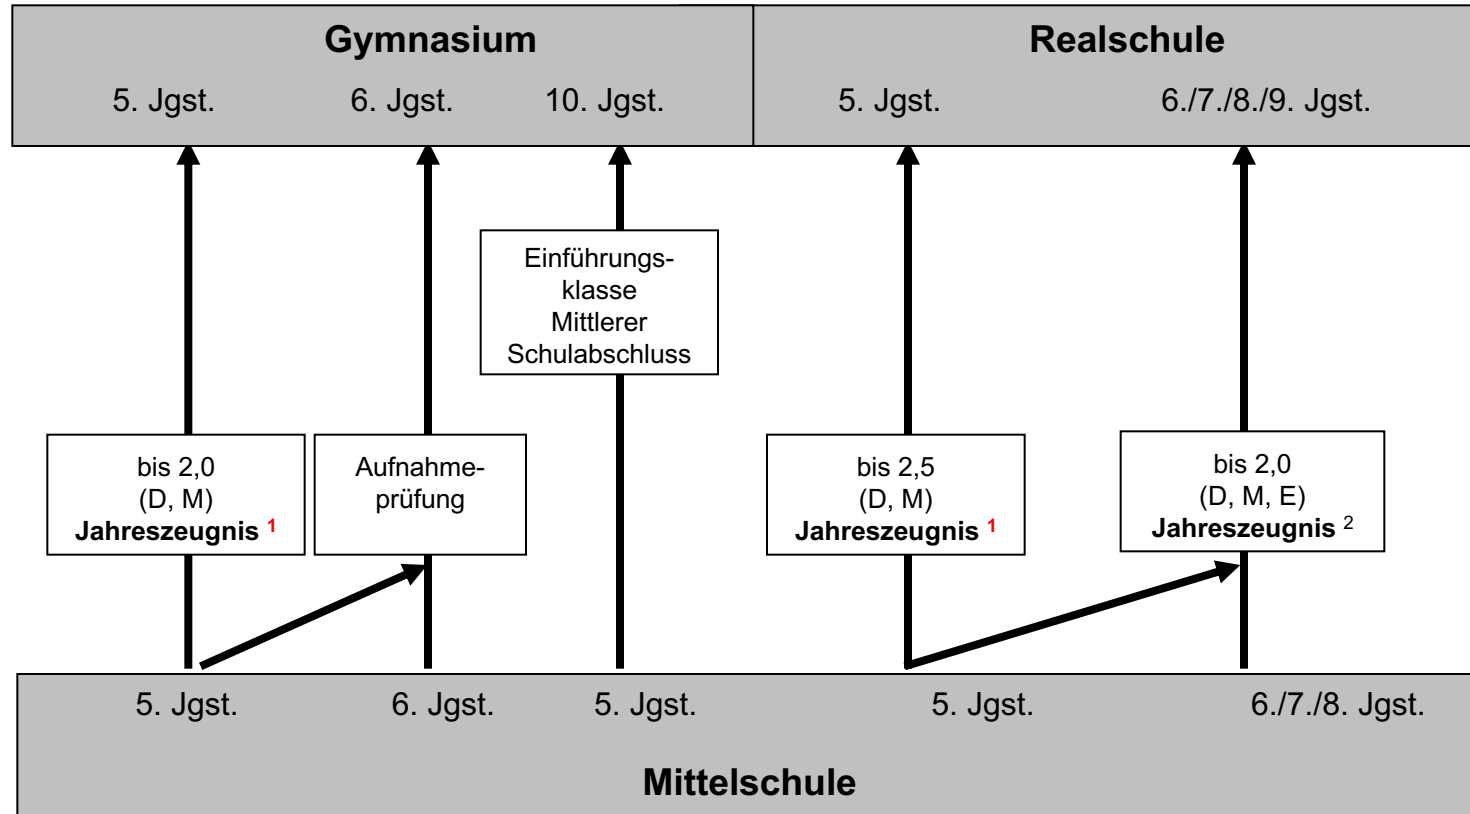 Gymnasium
Realschule
5. Jgst.
6. Jgst.
10. Jgst.
5. Jgst.
6./7./8./9. Jgst.
Einführungs-
klasse
Mittlerer
Schulabschluss
bis 2,0
(D, M)
Jahreszeugnis ¹
Aufnahme-
prüfung
bis 2,5
(D, M)
Jahreszeugnis ¹
bis 2,0
(D, M, E)
Jahreszeugnis ²
5. Jgst.
6. Jgst.
5. Jgst.
5. Jgst.
6./7./8. Jgst.
Mittelschule